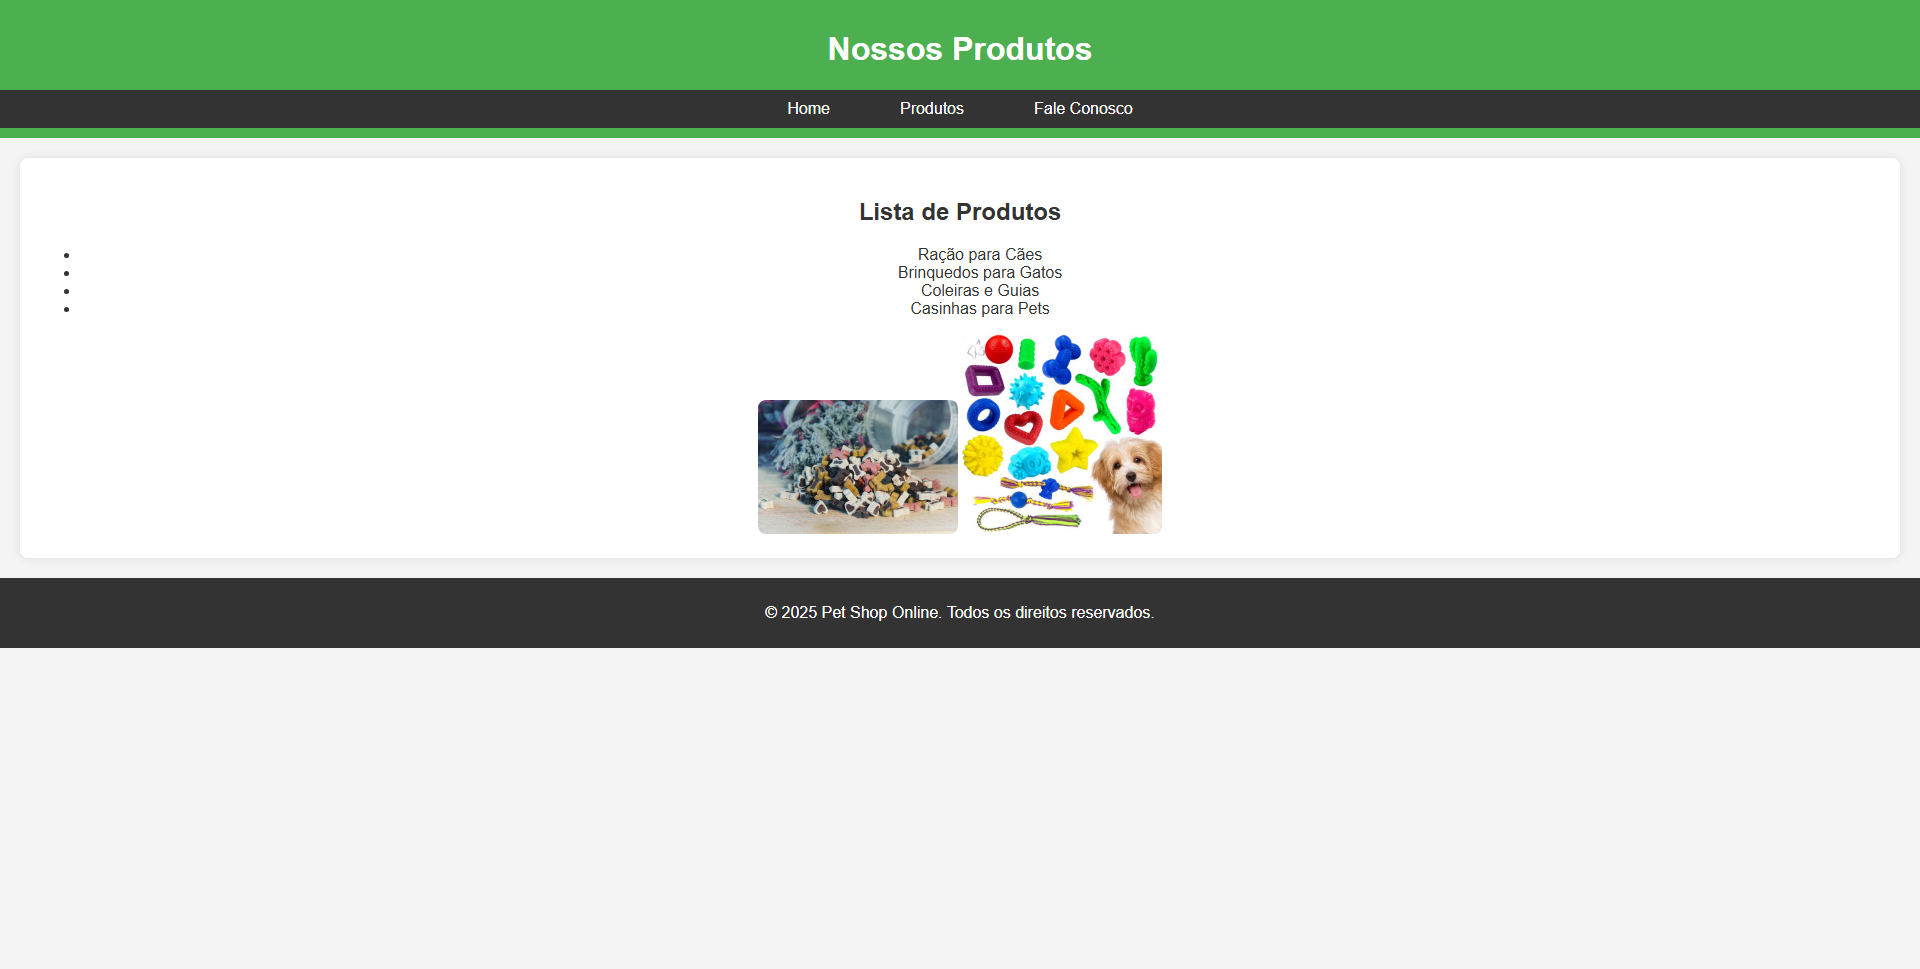 Nossos Produtos
Home Produtos Fale Conosco
Lista de Produtos
Ração para Cães
Brinquedos para Gatos
Coleiras e Guias
Casinhas para Pets
© 2025 Pet Shop Online. Todos os direitos reservados.